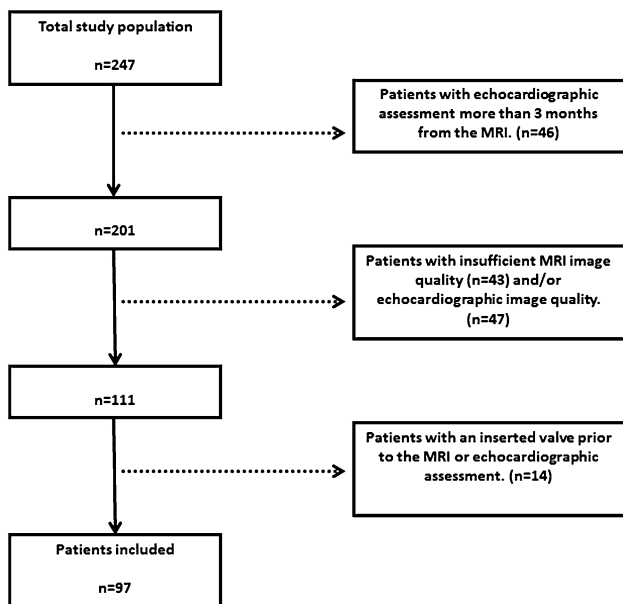 Total study population
n=247
Patients with echocardiographic
assessment more than 3 months
from the MRI. (n=46)
n=201
Patients with insufficient MRI image
quality (n=43) and/or
echocardiographic image quality.
(n=47)
n=111
Patients with an inserted valve prior
to the MRI or echocardiographic
assessment. (n=14)
Patients included
n=97